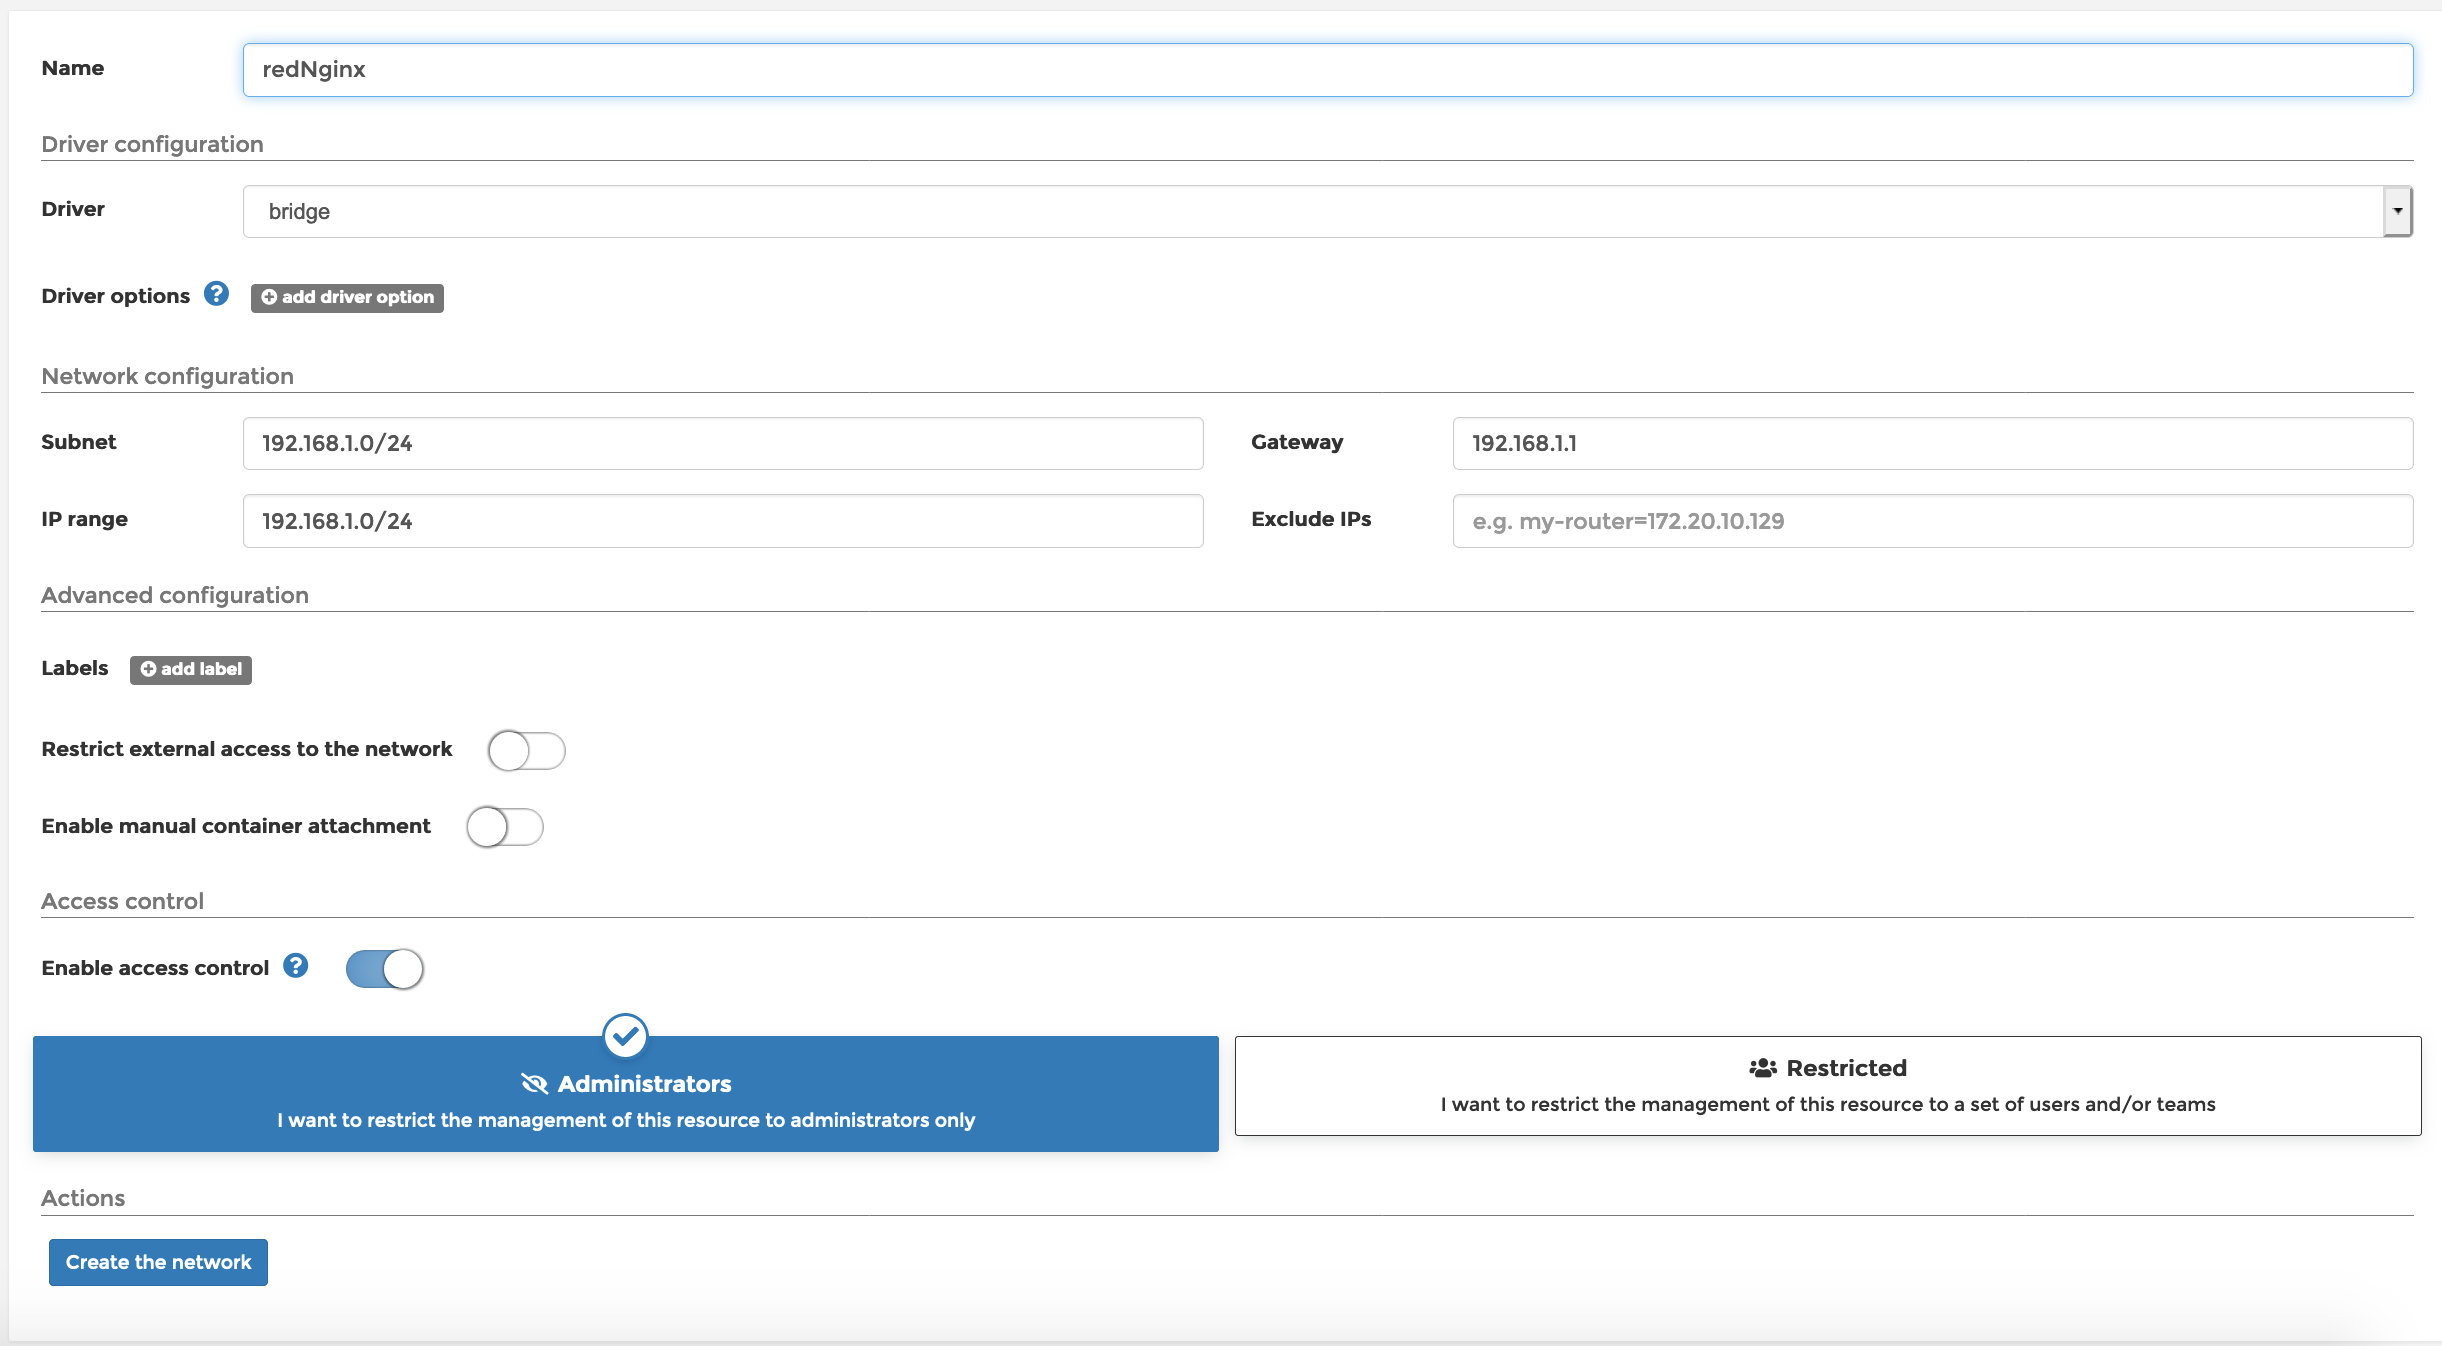 Name
redNginx
Driver configuration
Driver
bridge
Driver options
add driver option
Network configuration
Subnet
192.168.1.0/24
Gateway
192.168.1.1
IP range
192.168.1.0/24
Exclude IPs
e.g. my-router=172.20.10.129
Advanced configuration
Labels
add label
Restrict external access to the network
Enable manual container attachment
Access control
Enable access control
Administrators
I want to restrict the management of this resource to administrators only
Restricted
I want to restrict the management of this resource to a set of users and/or teams
Actions
Create the network